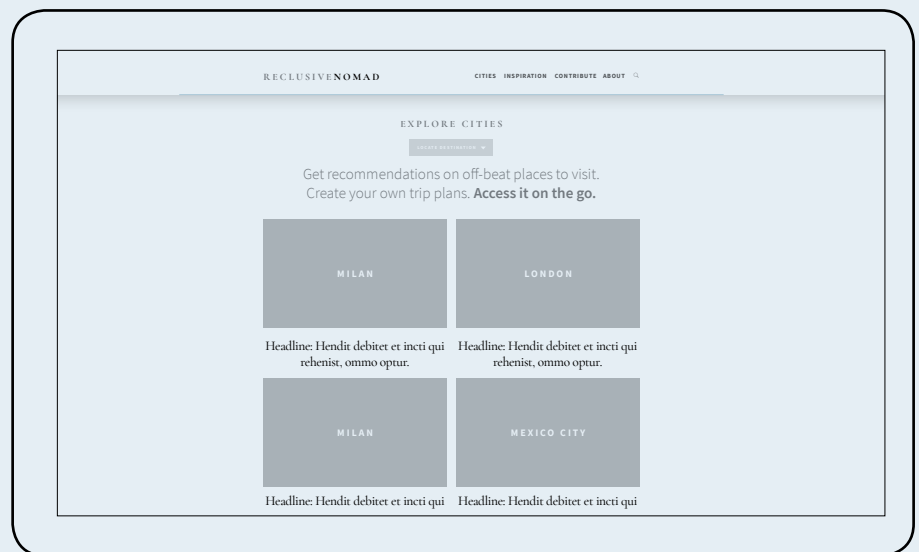 RECLUSIVENOMAD
CITIES INSPIRATION CONTRIBUTE ABOUT
EXPLORE CITIES
DESTINATION
Get recommendations on off-beat places to visit.
Create your own trip plans. Access it on the go.
MILAN
LONDON
Headline: Hendit debitet et incti qui
rehenist, ommo optur.
Headline: Hendit debitet et incti qui
rehenist, ommo optur.
MILAN
MEXICO CITY
Headline: Hendit debitet et incti qui
Headline: Hendit debitet et incti qui